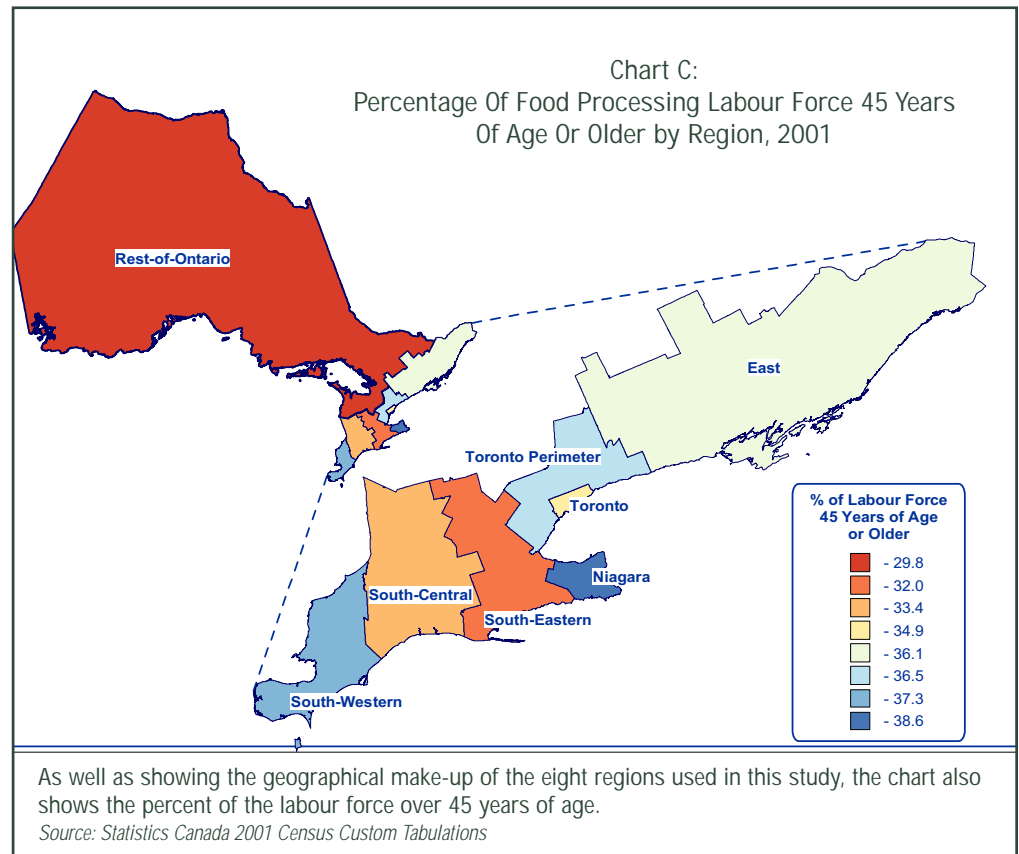 Chart C:
Percentage Of Food Processing Labour Force 45 Years
Of Age Or Older by Region, 2001
Rest-of-Ontario
East
Toronto Perimeter
Toronto
Niagara
South-Central
South-Eastern
South-Western
% of Labour Force
45 Years of Age
or Older
- 29.8
- 32.0
- 33.4
- 34.9
- 36.1
- 36.5
- 37.3
- 38.6
As well as showing the geographical make-up of the eight regions used in this study, the chart also
shows the percent of the labour force over 45 years of age.
Source: Statistics Canada 2001 Census Custom Tabulations